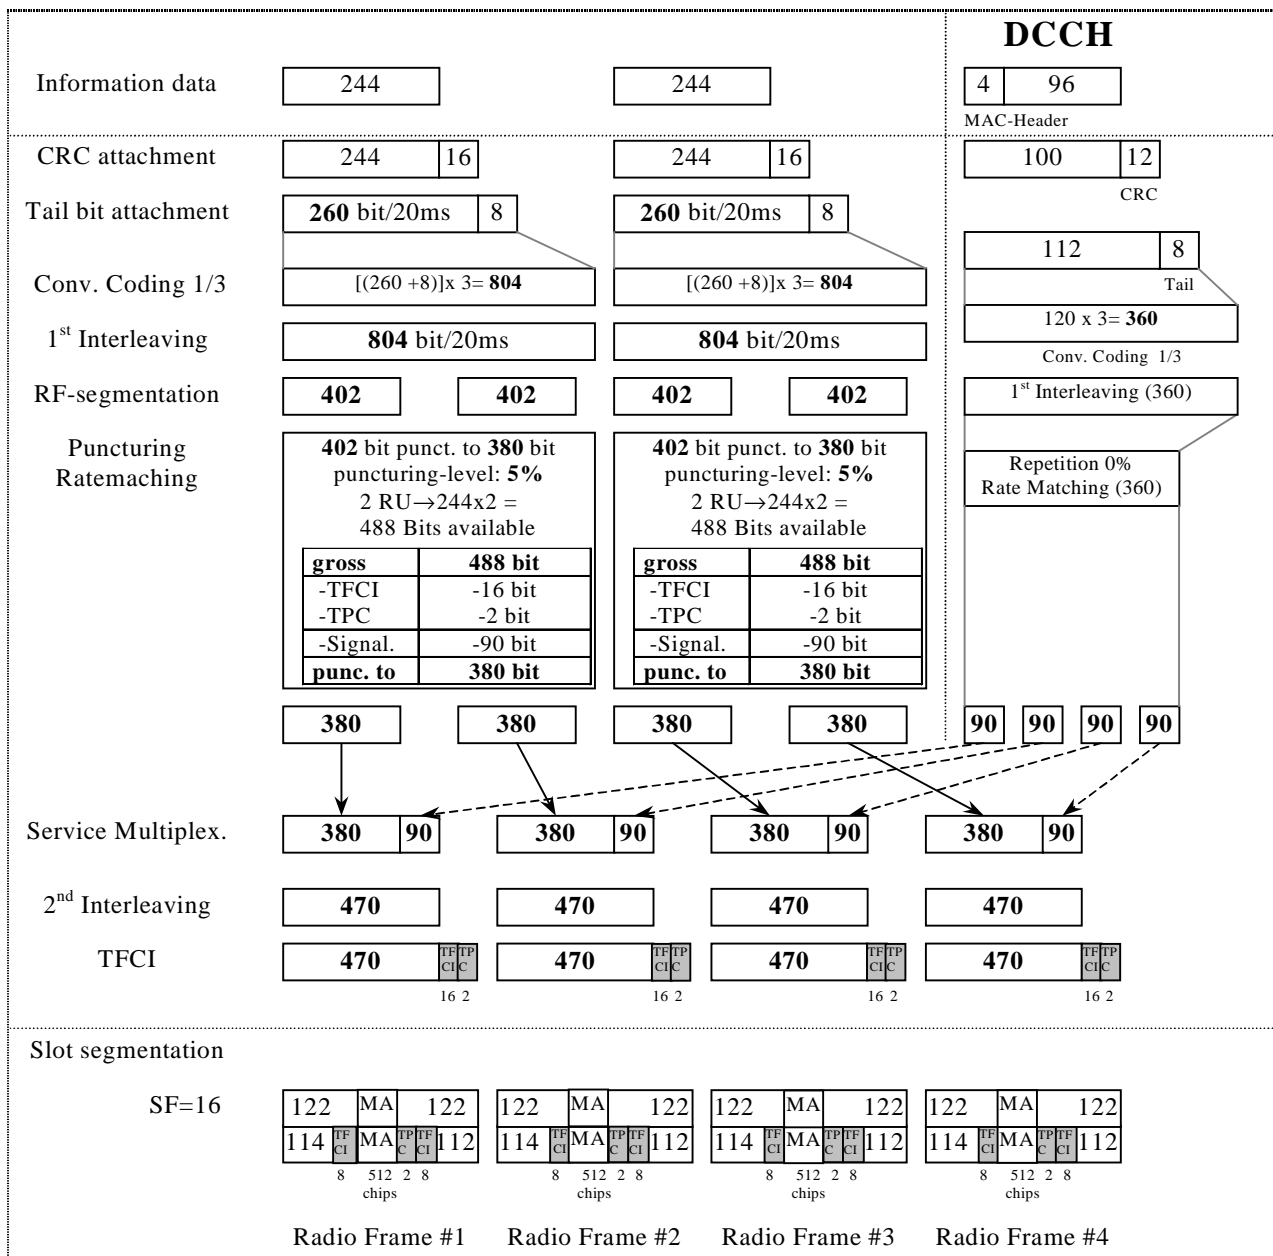 DCCH
Information data 244 244 4 96
MAC-Header
CRC attachment 244 16 244 16 100 12
CRC
Tail bit attachment 260 bit/20ms 8 260 bit/20ms 8
112 8
Tail
Conv. Coding 1/3 [(260 +8)]x 3= 804 [(260 +8)]x 3= 804
120 x 3= 360
Conv. Coding 1/3
1st Interleaving 804 bit/20ms 804 bit/20ms
RF-segmentation 402 402 402 402 1st Interleaving (360)
Puncturing
Ratemaching
402 bit punct. to 380 bit
puncturing-level: 5%
2 RU→244x2 =
488 Bits available
gross 488 bit
-TFCI -16 bit
-TPC -2 bit
-Signal. -90 bit
punc. to 380 bit
402 bit punct. to 380 bit
puncturing-level: 5%
2 RU→244x2 =
488 Bits available
gross 488 bit
-TFCI -16 bit
-TPC -2 bit
-Signal. -90 bit
punc. to 380 bit
Repetition 0%
Rate Matching (360)
380 380 380 380 90 90 90 90
Service Multiplex. 380 90 380 90 380 90 380 90
2nd Interleaving 470 470 470 470
TFCI 470 TFCI TPC 470 TFCI TPC 470 TFCI TPC 470 TFCI TPC
16 2 16 2 16 2 16 2
Slot segmentation
SF=16 122 MA 122 122 MA 122 122 MA 122 122 MA 122
114 TFCI MA TPC TFCI 112 114 TFCI MA TPC TFCI 112 114 TFCI MA TPC TFCI 112 114 TFCI MA TPC TFCI 112
8 512 2 8 8 512 2 8 8 512 2 8 8 512 2 8
chips chips chips chips
Radio Frame #1 Radio Frame #2 Radio Frame #3 Radio Frame #4